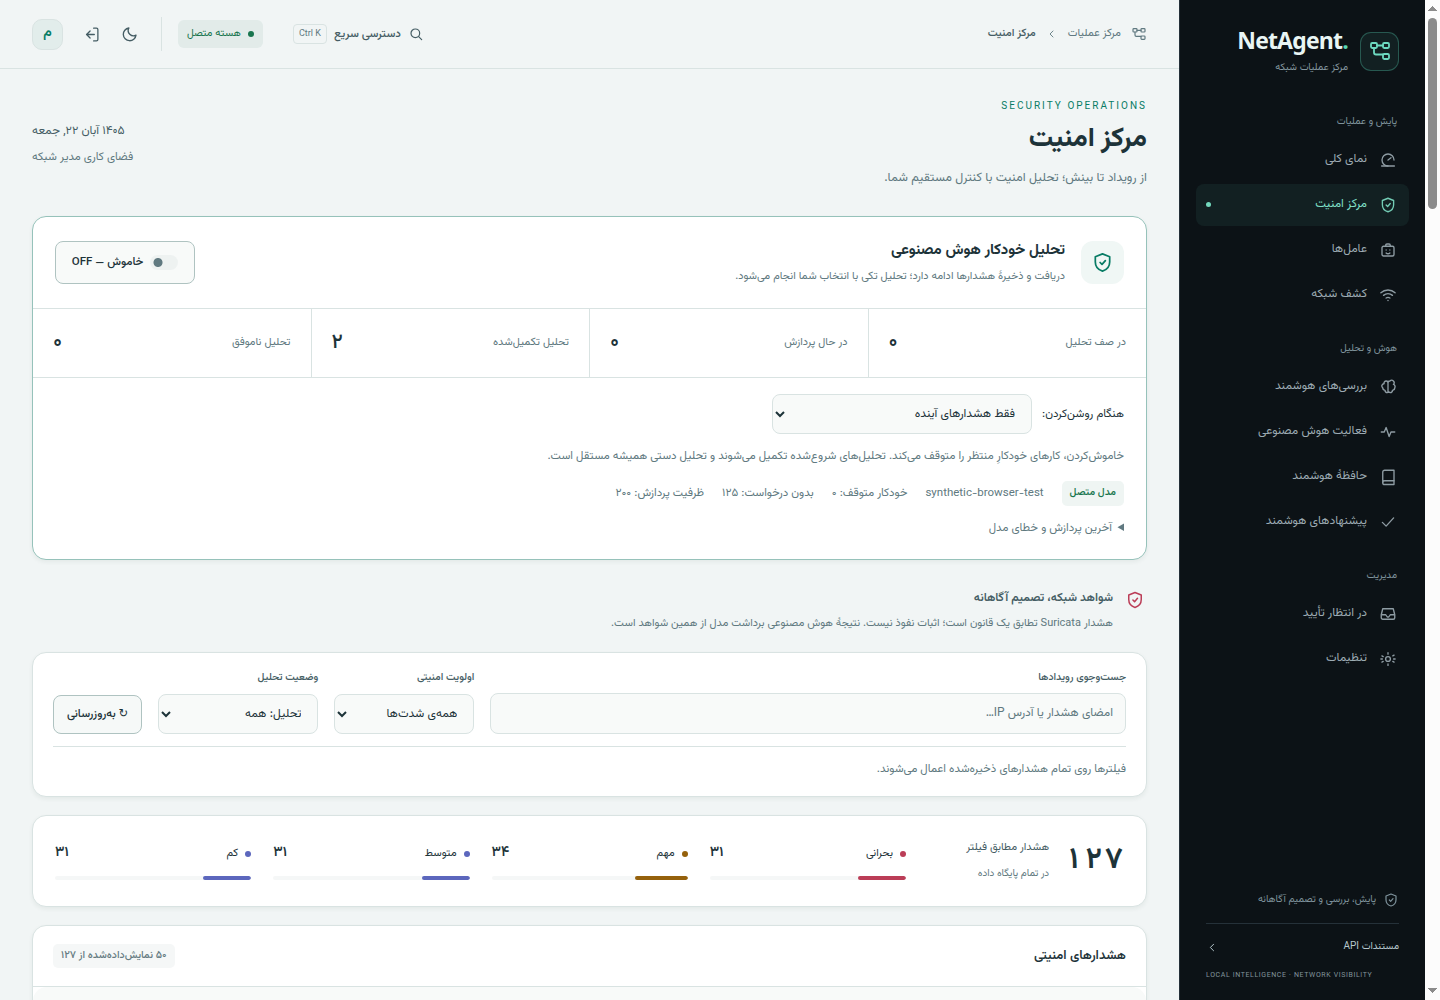 NetAgent.
مرکز عملیات شبکه
پایش و عملیات
نمای کلی
مرکز امنیت
عامل‌ها
کشف شبکه
هوش و تحلیل
بررسی‌های هوشمند
فعالیت هوش مصنوعی
حافظهٔ هوشمند
پیشنهادهای هوشمند
مدیریت
در انتظار تأیید
تنظیمات
پایش، بررسی و تصمیم آگاهانه
مستندات API
LOCAL INTELLIGENCE · NETWORK VISIBILITY
مرکز عملیات
مرکز امنیت
دسترسی سریع Ctrl K
هسته متصل
م
SECURITY OPERATIONS
مرکز امنیت
از رویداد تا بینش؛ تحلیل امنیت با کنترل مستقیم شما.
۱۴۰۵ آبان ۲۲, جمعه
فضای کاری مدیر شبکه
تحلیل خودکار هوش مصنوعی
دریافت و ذخیرهٔ هشدارها ادامه دارد؛ تحلیل تکی با انتخاب شما انجام می‌شود.
خاموش — OFF
در صف تحلیل ۰
در حال پردازش ۰
تحلیل تکمیل‌شده ۲
تحلیل ناموفق ۰
هنگام روشن‌کردن: فقط هشدارهای آینده
خاموش‌کردن، کارهای خودکارِ منتظر را متوقف می‌کند. تحلیل‌های شروع‌شده تکمیل می‌شوند و تحلیل دستی همیشه مستقل است.
مدل متصل synthetic-browser-test خودکار متوقف: ۰ بدون درخواست: ۱۲۵ ظرفیت پردازش: ۲۰۰
آخرین پردازش و خطای مدل
شواهد شبکه، تصمیم آگاهانه
هشدار Suricata تطابق یک قانون است؛ اثبات نفوذ نیست. نتیجهٔ هوش مصنوعی برداشت مدل از همین شواهد است.
جست‌وجوی رویدادها
امضای هشدار یا آدرس IP…
اولویت امنیتی
همه‌ی شدت‌ها
وضعیت تحلیل
تحلیل: همه
↻ به‌روزرسانی
فیلترها روی تمام هشدارهای ذخیره‌شده اعمال می‌شوند.
۱۲۷
هشدار مطابق فیلتر
در تمام پایگاه داده
بحرانی ۳۱
مهم ۳۴
متوسط ۳۱
کم ۳۱
هشدارهای امنیتی
۵۰ نمایش‌داده‌شده از ۱۲۷